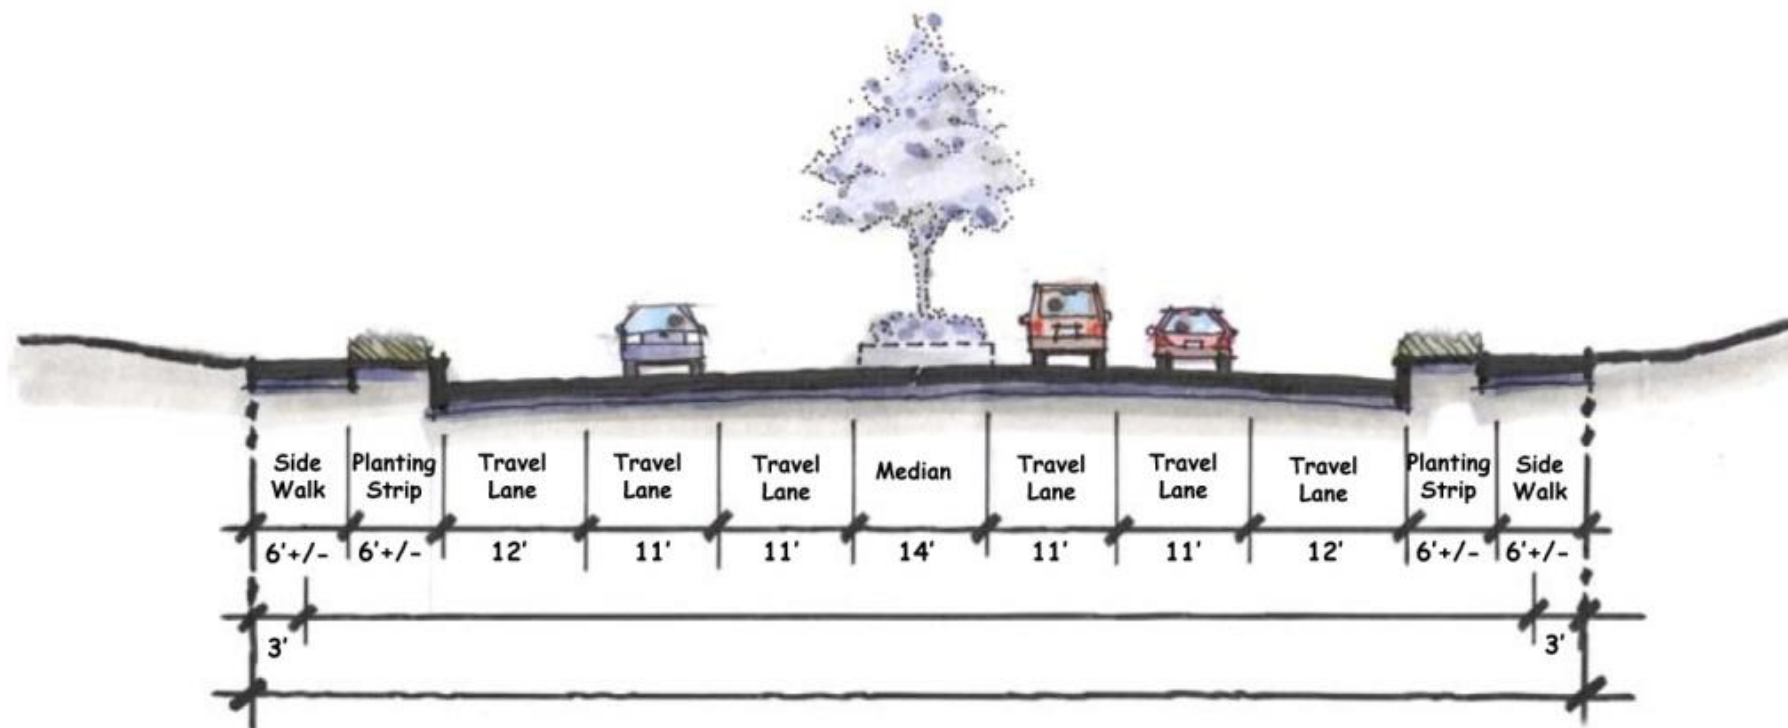 Side Planting Travel Travel Travel Median Travel Travel Travel Planting Side
Walk Strip Lane Lane Lane Lane Lane Lane Strip Walk
6'+/- 6'+/- 12' 11' 11' 14' 11' 11' 12' 6'+/- 6'+/-
3' 3'